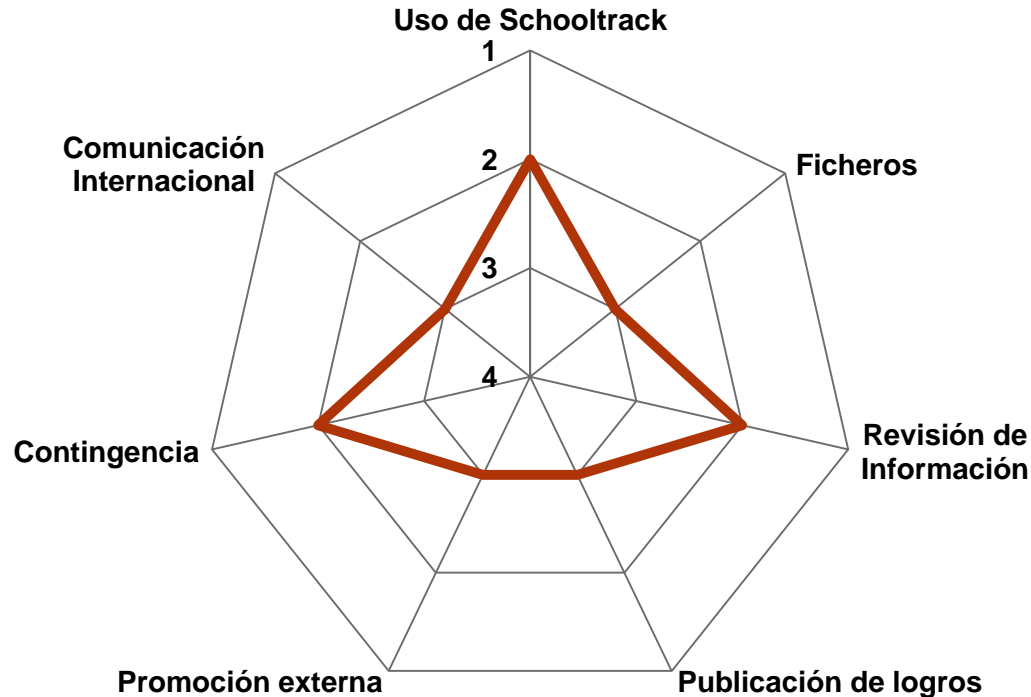 Uso de Schooltrack
1
Comunicación
Internacional
2
Ficheros
3
4
Contingencia
Revisión de
Información
Promoción externa
Publicación de logros